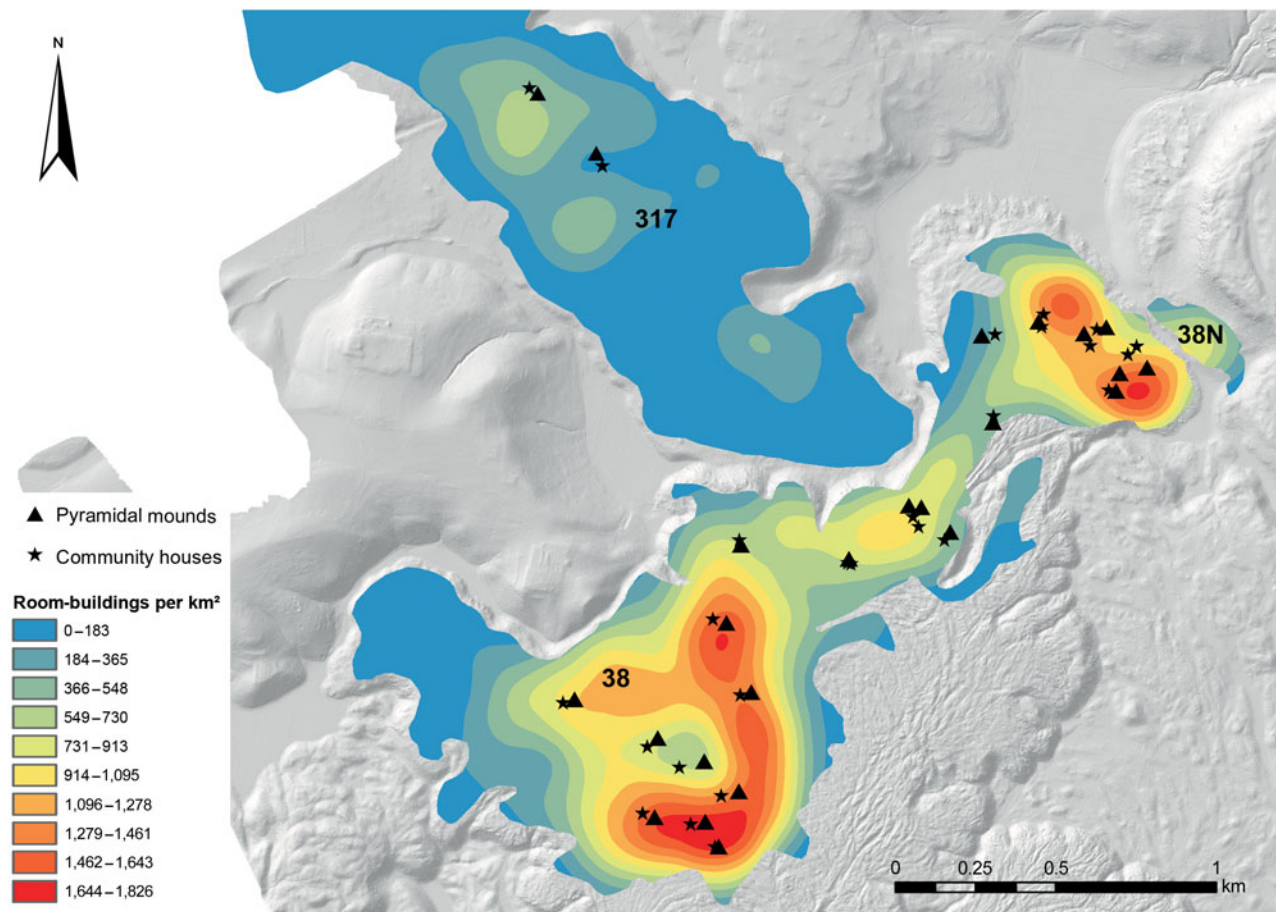 N
317
38N
38
Pyramidal mounds
Community houses
Room-buildings per km²
0–183
184–365
366–548
549–730
731–913
914–1,095
1,096–1,278
1,279–1,461
1,462–1,643
1,644–1,826
0 0.25 0.5 1
km